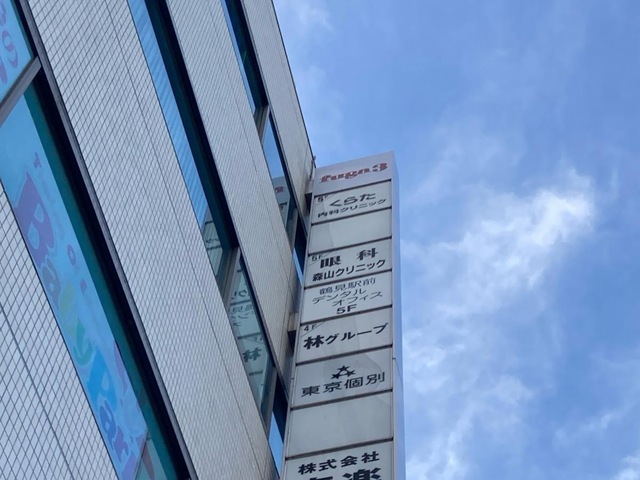 fuga3
くらた
内科クリニック
5F
眼科
森山クリニック
鶴見駅前
デンタル
オフィス
5F
4F
林グループ
東京個別
株式会社